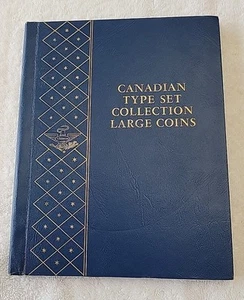 CANADIAN
TYPE SET
COLLECTION
LARGE COINS